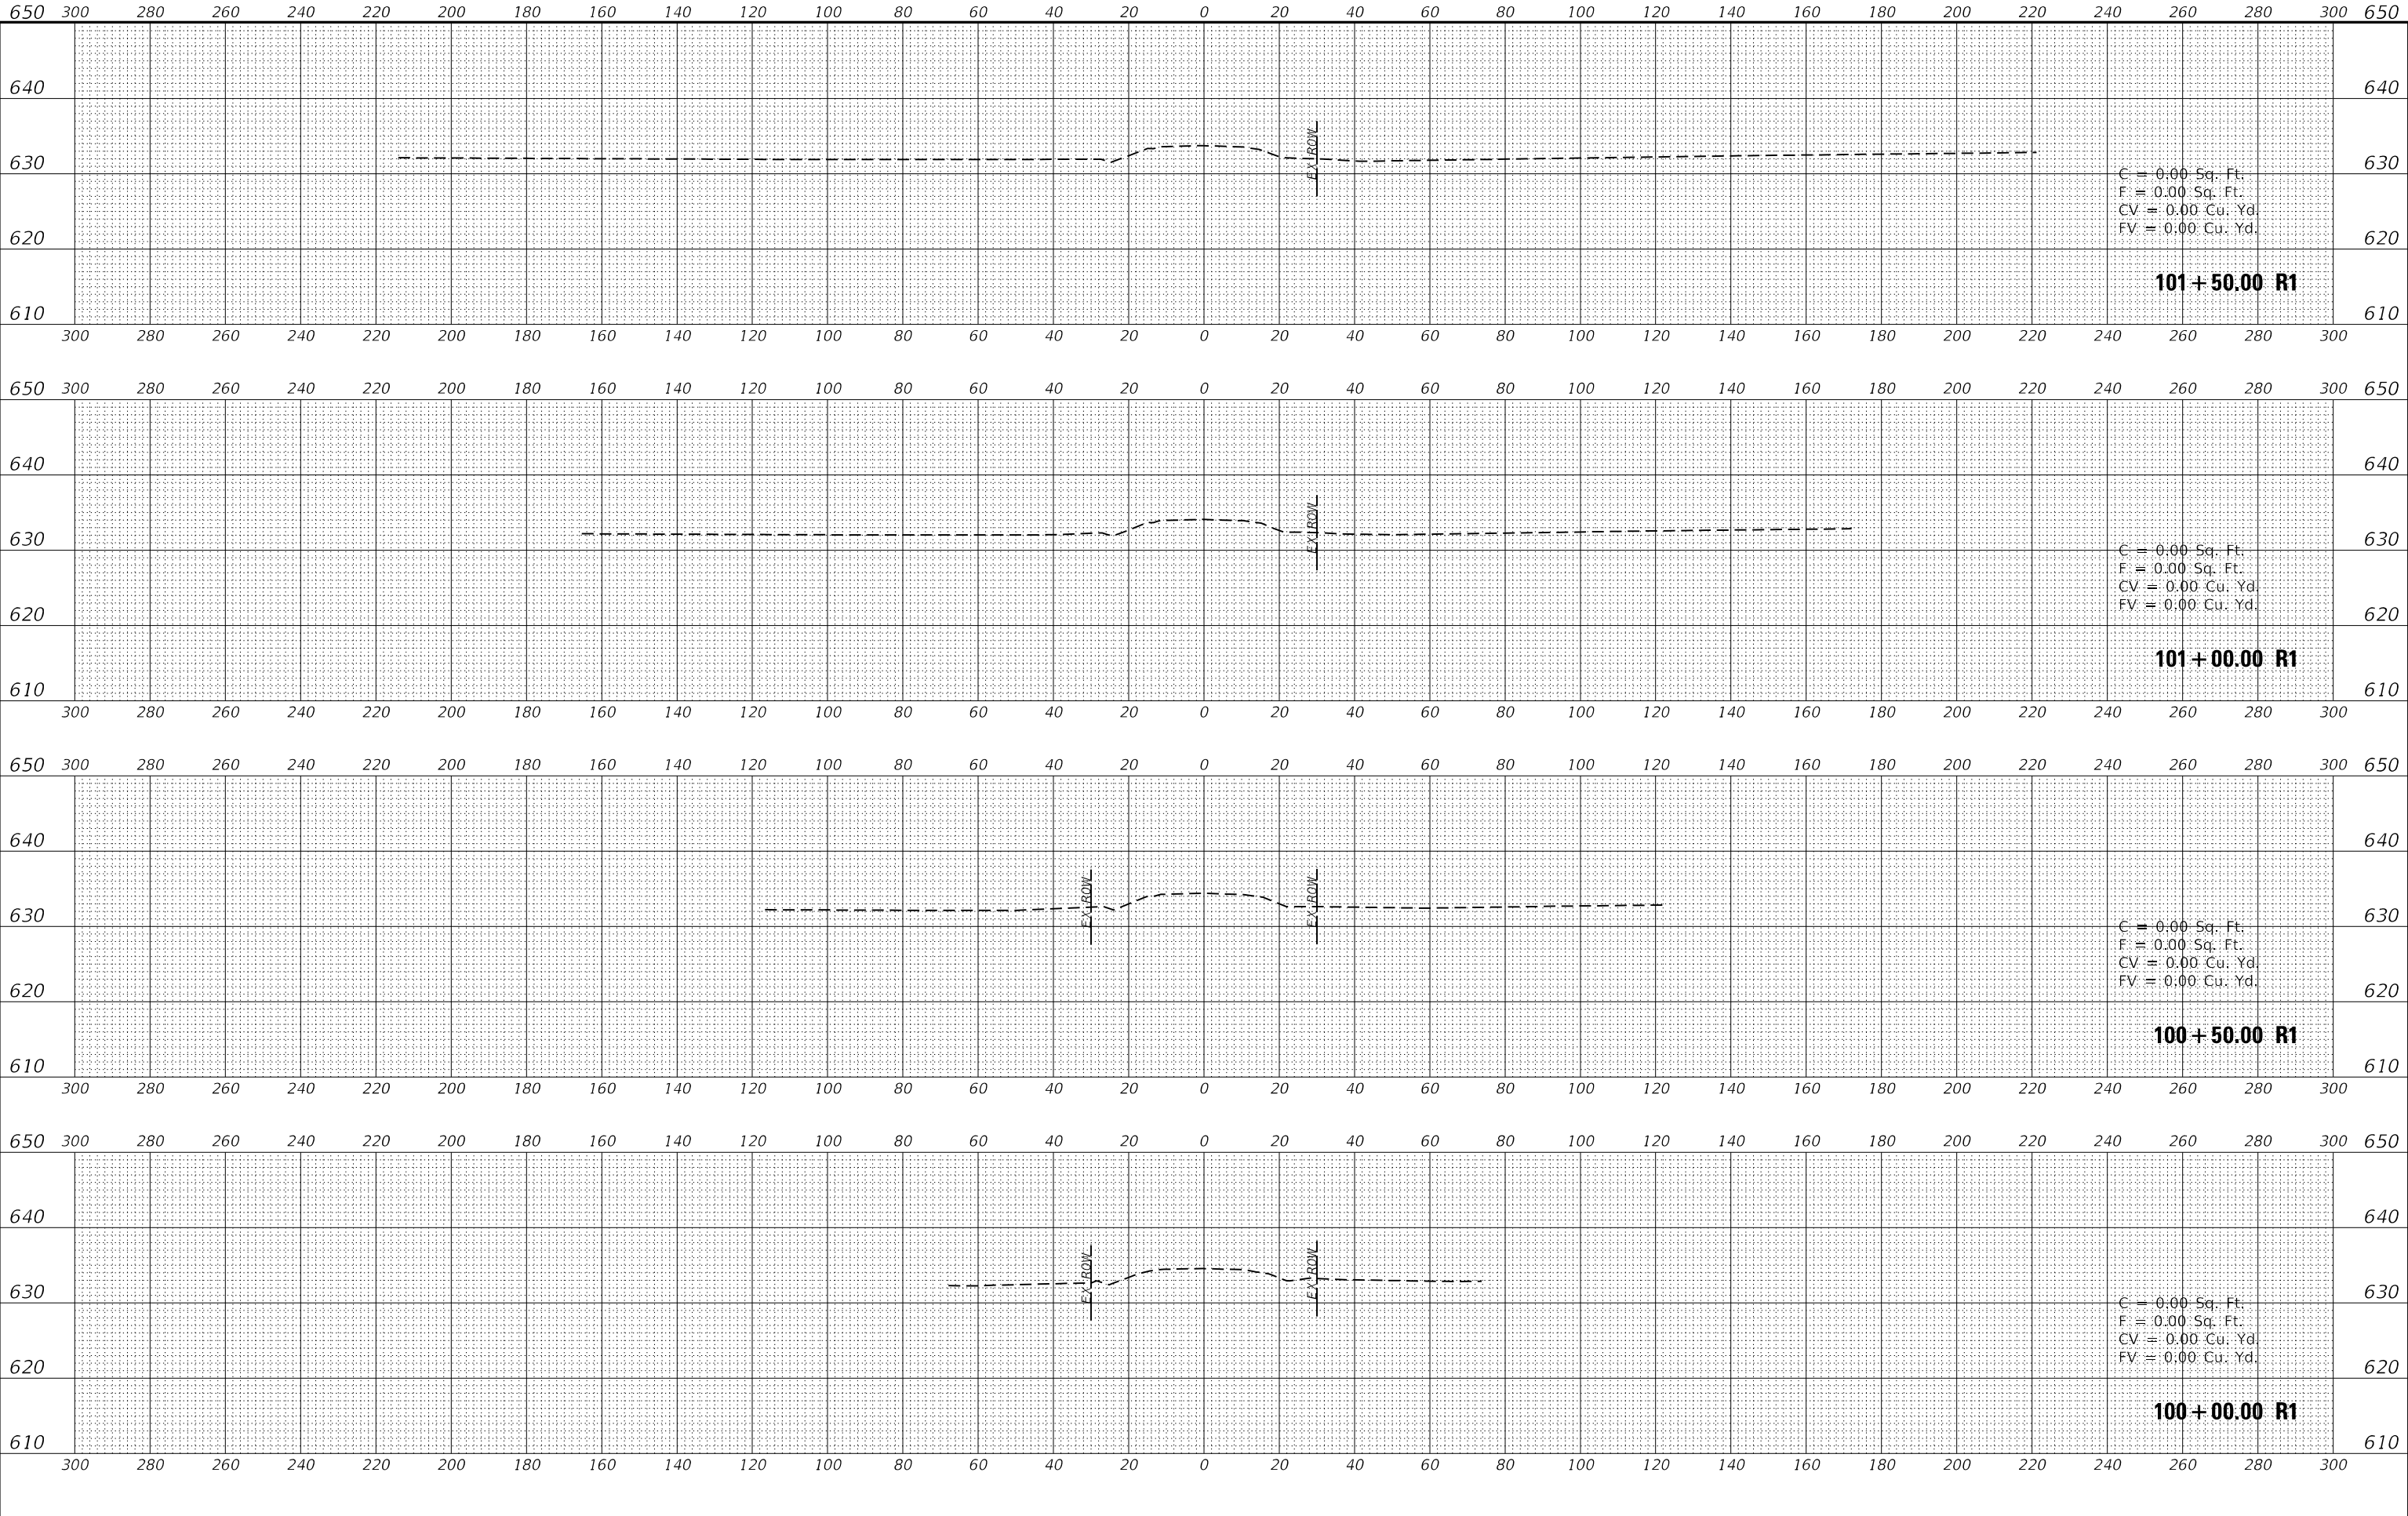 650 300 280 260 240 220 200 180 160 140 120 100 80 60 40 20 0 20 40 60 80 100 120 140 160 180 200 220 240 260 280 300 650
640 640
EX ROW
630 630
C = 0.00 Sq. Ft.
F = 0.00 Sq. Ft.
CV = 0.00 Cu. Yd.
FV = 0.00 Cu. Yd.
620 620
101+50.00 R1
610 610
300 280 260 240 220 200 180 160 140 120 100 80 60 40 20 0 20 40 60 80 100 120 140 160 180 200 220 240 260 280 300
650 300 280 260 240 220 200 180 160 140 120 100 80 60 40 20 0 20 40 60 80 100 120 140 160 180 200 220 240 260 280 300 650
640 640
EX ROW
630 630
C = 0.00 Sq. Ft.
F = 0.00 Sq. Ft.
CV = 0.00 Cu. Yd.
FV = 0.00 Cu. Yd.
620 620
101+00.00 R1
610 610
300 280 260 240 220 200 180 160 140 120 100 80 60 40 20 0 20 40 60 80 100 120 140 160 180 200 220 240 260 280 300
650 300 280 260 240 220 200 180 160 140 120 100 80 60 40 20 0 20 40 60 80 100 120 140 160 180 200 220 240 260 280 300 650
640 640
EX ROW EX ROW
630 630
C = 0.00 Sq. Ft.
F = 0.00 Sq. Ft.
CV = 0.00 Cu. Yd.
FV = 0.00 Cu. Yd.
620 620
100+50.00 R1
610 610
300 280 260 240 220 200 180 160 140 120 100 80 60 40 20 0 20 40 60 80 100 120 140 160 180 200 220 240 260 280 300
650 300 280 260 240 220 200 180 160 140 120 100 80 60 40 20 0 20 40 60 80 100 120 140 160 180 200 220 240 260 280 300 650
640 640
EX ROW EX ROW
630 630
C = 0.00 Sq. Ft.
F = 0.00 Sq. Ft.
CV = 0.00 Cu. Yd.
FV = 0.00 Cu. Yd.
620 620
100+00.00 R1
610 610
300 280 260 240 220 200 180 160 140 120 100 80 60 40 20 0 20 40 60 80 100 120 140 160 180 200 220 240 260 280 300